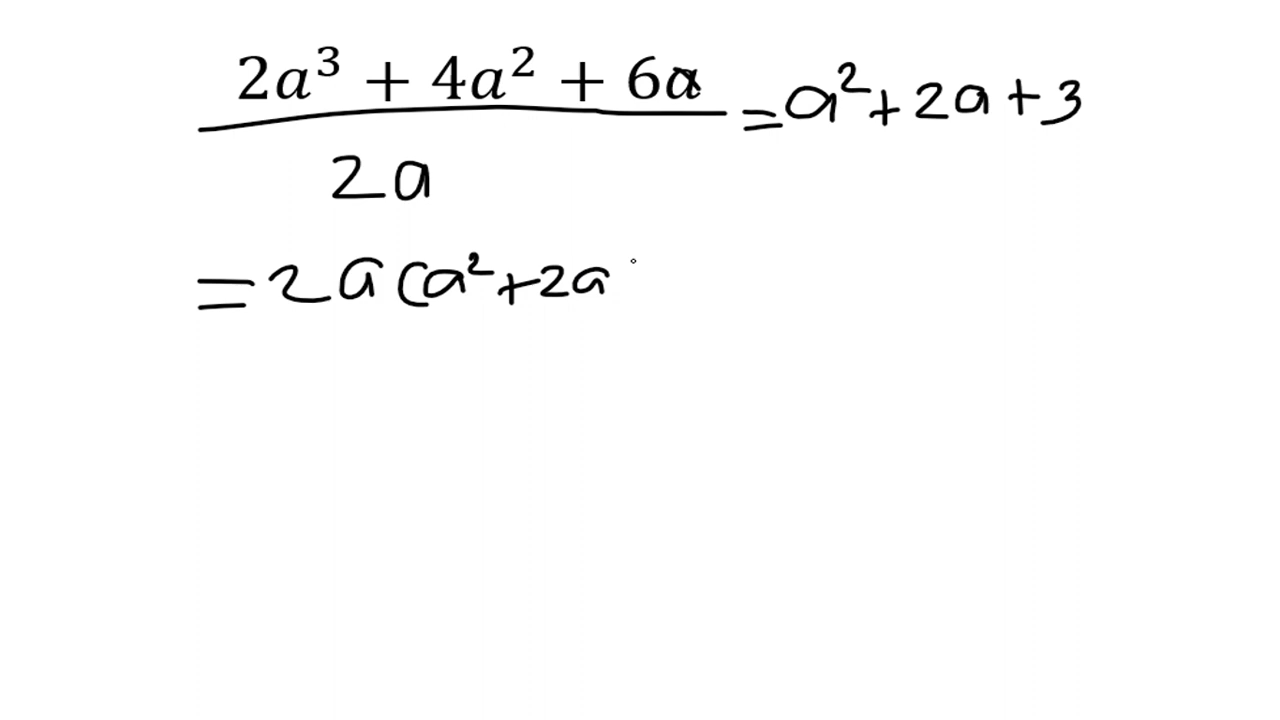 2a³ + 4a² + 6a = a² + 2a + 3
2a
= 2a (a² + 2a